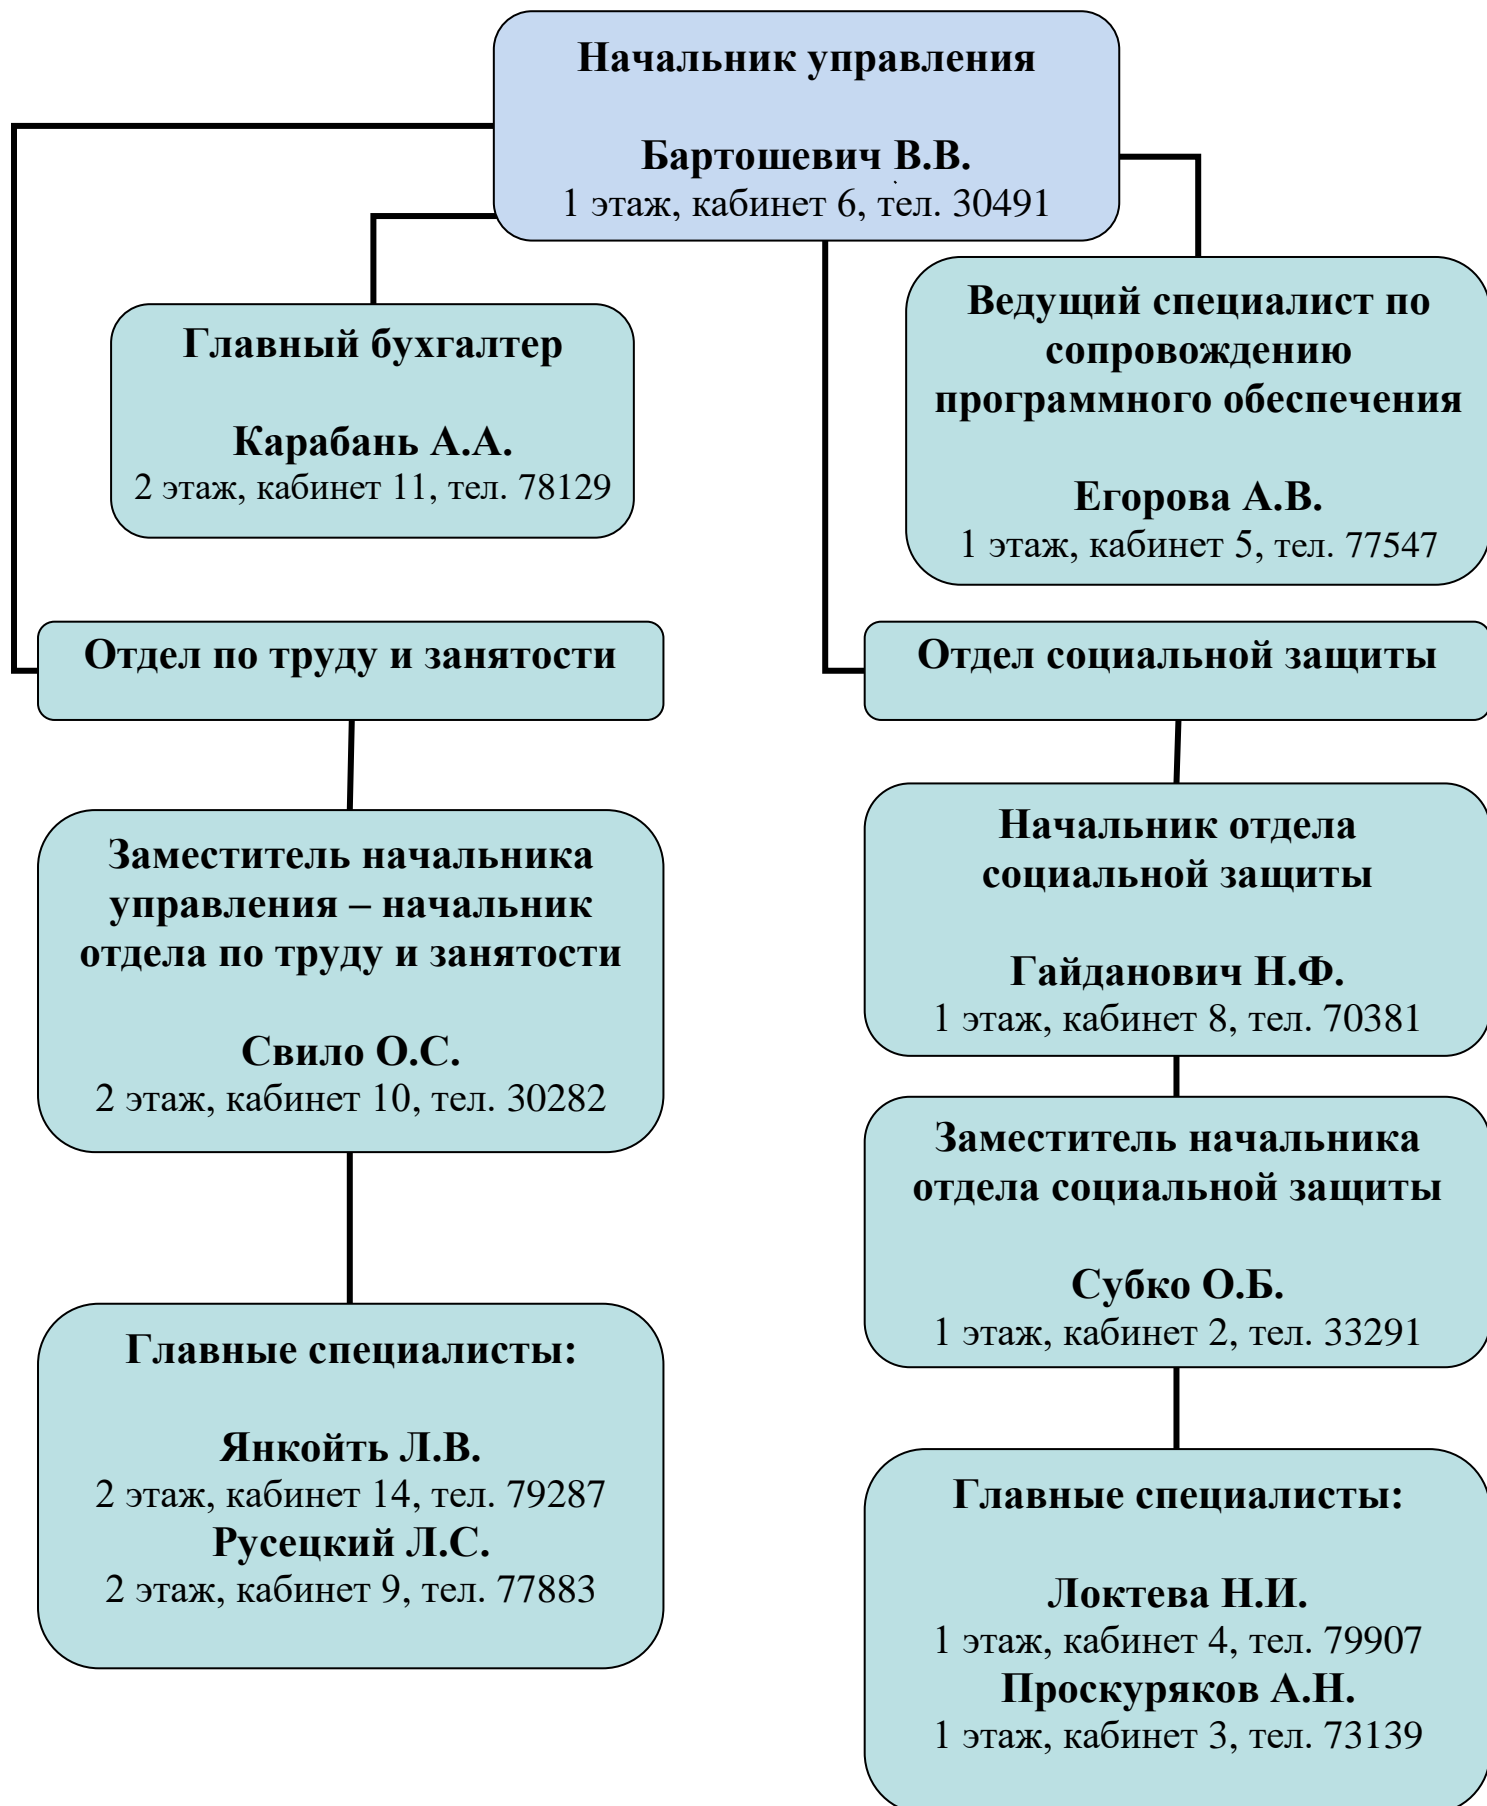 Начальник управления
Бартошевич В.В.
1 этаж, кабинет 6, тел. 30491
Главный бухгалтер
Карабань А.А.
2 этаж, кабинет 11, тел. 78129
Ведущий специалист по
сопровождению
программного обеспечения
Егорова А.В.
1 этаж, кабинет 5, тел. 77547
Отдел по труду и занятости
Заместитель начальника
управления – начальник
отдела по труду и занятости
Свило О.С.
2 этаж, кабинет 10, тел. 30282
Главные специалисты:
Янкойть Л.В.
2 этаж, кабинет 14, тел. 79287
Русецкий Л.С.
2 этаж, кабинет 9, тел. 77883
Отдел социальной защиты
Начальник отдела
социальной защиты
Гайданович Н.Ф.
1 этаж, кабинет 8, тел. 70381
Заместитель начальника
отдела социальной защиты
Субко О.Б.
1 этаж, кабинет 2, тел. 33291
Главные специалисты:
Локтева Н.И.
1 этаж, кабинет 4, тел. 79907
Проскуряков А.Н.
1 этаж, кабинет 3, тел. 73139